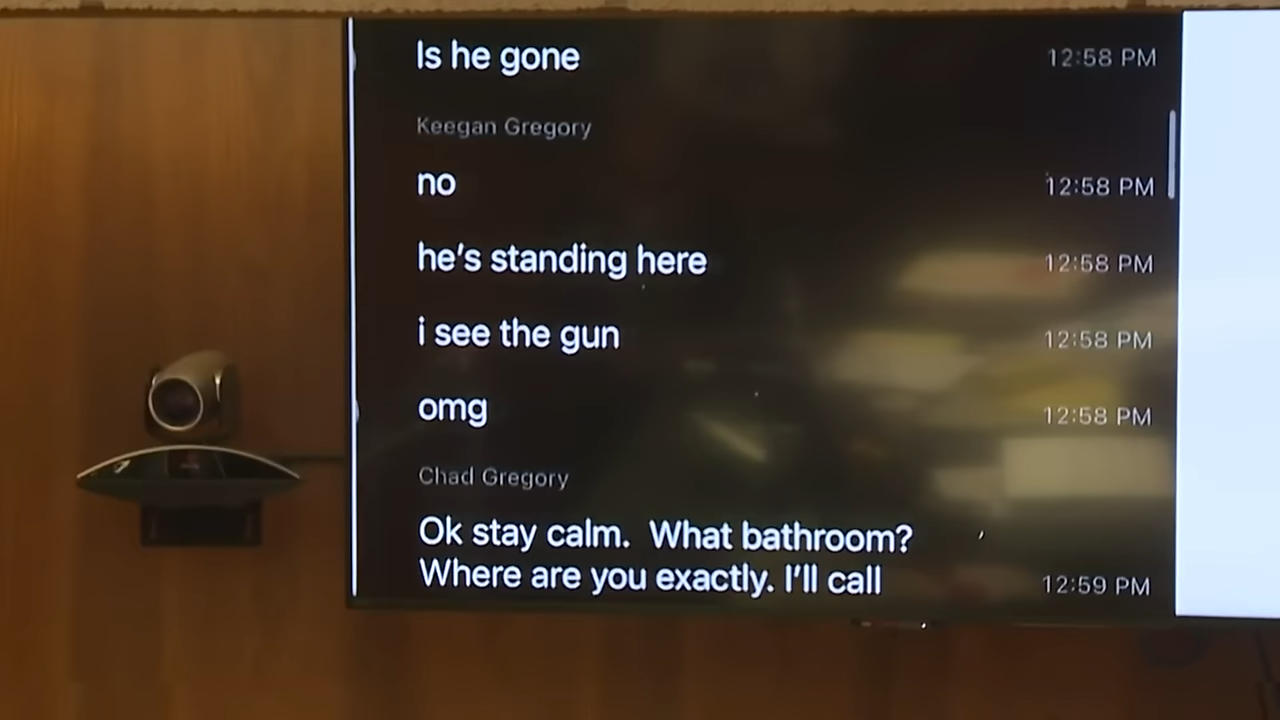 Is he gone 12:58 PM
Keegan Gregory
no 12:58 PM
he's standing here 12:58 PM
i see the gun 12:58 PM
omg 12:58 PM
Chad Gregory
Ok stay calm.  What bathroom?
Where are you exactly. I'll call 12:59 PM